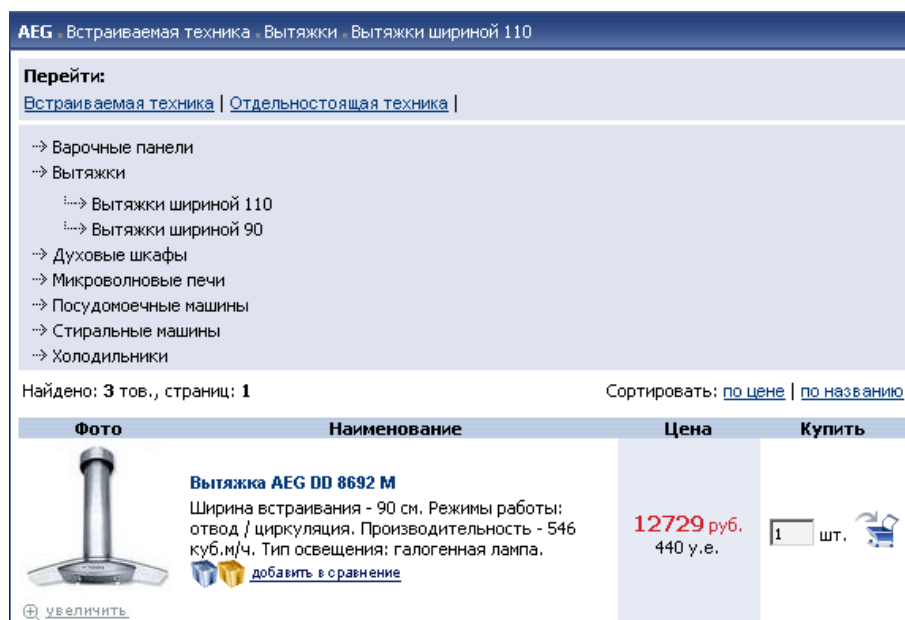 AEG Встраиваемая техника Вытяжки Вытяжки шириной 110
Перейти:
Встраиваемая техника | Отдельностоящая техника |
Варочные панели
Вытяжки
Вытяжки шириной 110
Вытяжки шириной 90
Духовые шкафы
Микроволновые печи
Посудомоечные машины
Стиральные машины
Холодильники
Найдено: 3 тов., страниц: 1 Сортировать: по цене | по названию
Фото Наименование Цена Купить
Вытяжка AEG DD 8692 M
Ширина встраивания - 90 см. Режимы работы:
отвод / циркуляция. Производительность - 546
куб.м/ч. Тип освещения: галогенная лампа.
добавить в сравнение
12729 руб.
440 у.е.
1 шт.
увеличить